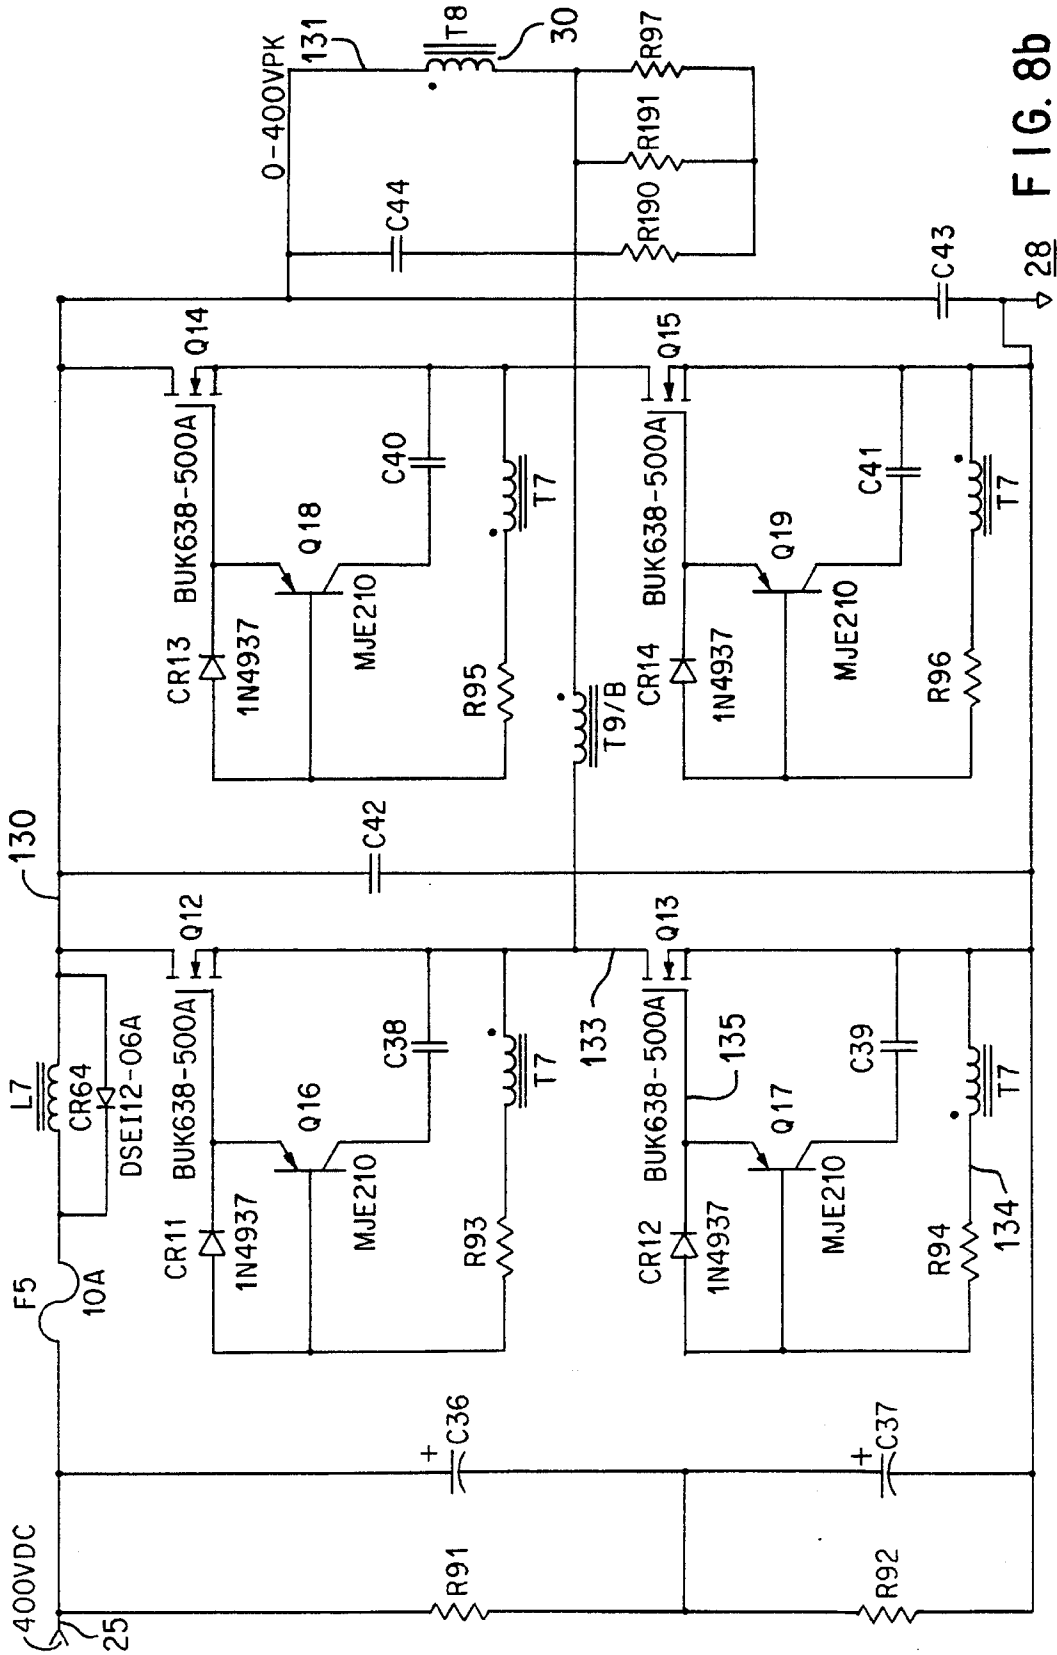 400VDC
25
F5
10A
L7
CR64
DSEI12-06A
130
R91
R92
+
C36
+
C37
CR11
1N4937
BUK638-500A
Q12
Q16
MJE210
C38
R93
T7
133
CR12
1N4937
BUK638-500A
Q13
135
Q17
MJE210
C39
R94
134
T7
C42
T9/B
CR13
1N4937
BUK638-500A
Q14
Q18
MJE210
C40
R95
T7
CR14
1N4937
BUK638-500A
Q15
Q19
MJE210
C41
R96
T7
0-400VPK
131
T8
30
C44
R190
R191
R97
C43
28
FIG. 8b